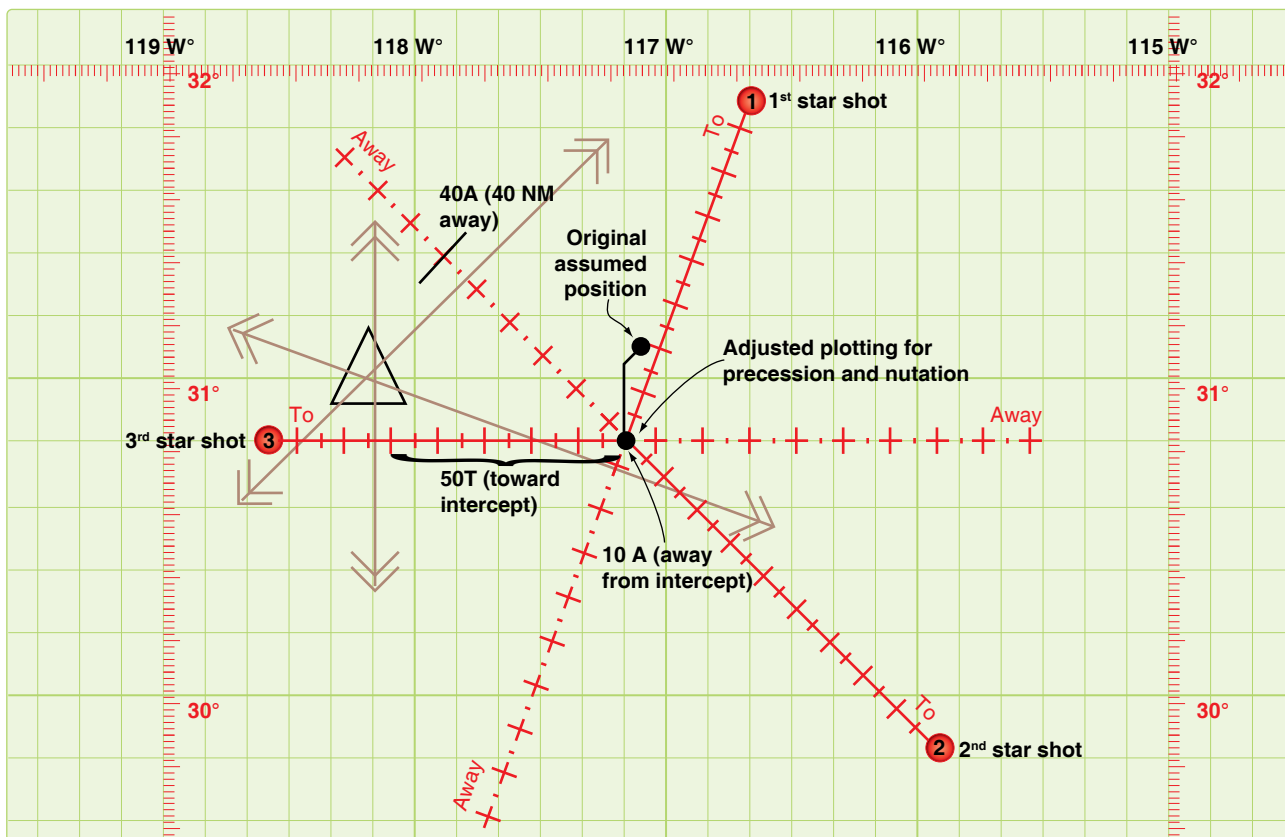 119 W°
118 W°
117 W°
116 W°
115 W°
32°
32°
1
1st star shot
To
Away
40A (40 NM
away)
Original
assumed
position
Adjusted plotting for
precession and nutation
31°
31°
To
Away
3rd star shot
3
50T (toward
intercept)
10 A (away
from intercept)
30°
30°
To
2
2nd star shot
Away